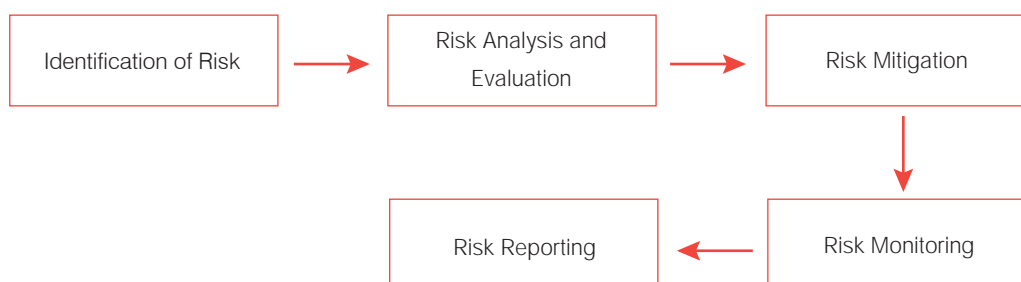 Identification of Risk
Risk Analysis and
Evaluation
Risk Mitigation
Risk Monitoring
Risk Reporting